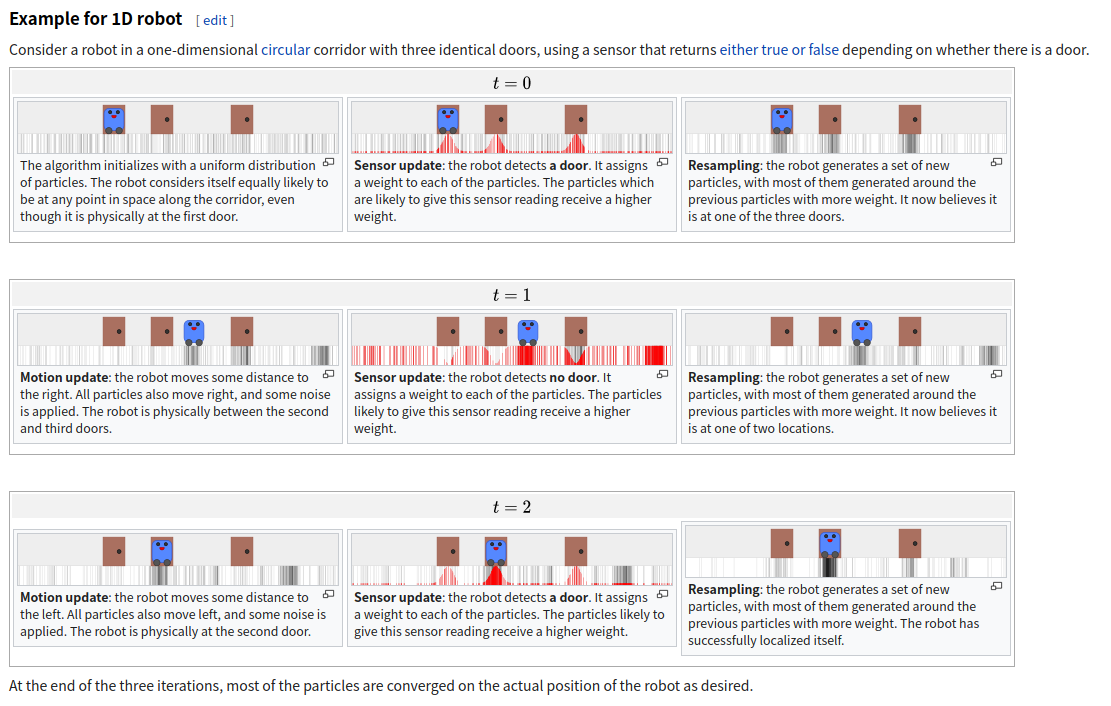 Example for 1D robot [ edit ]
Consider a robot in a one-dimensional circular corridor with three identical doors, using a sensor that returns either true or false depending on whether there is a door.
t = 0
The algorithm initializes with a uniform distribution
of particles. The robot considers itself equally likely to
be at any point in space along the corridor, even
though it is physically at the first door.
Sensor update: the robot detects a door. It assigns
a weight to each of the particles. The particles which
are likely to give this sensor reading receive a higher
weight.
Resampling: the robot generates a set of new
particles, with most of them generated around the
previous particles with more weight. It now believes it
is at one of the three doors.
t = 1
Motion update: the robot moves some distance to
the right. All particles also move right, and some noise
is applied. The robot is physically between the second
and third doors.
Sensor update: the robot detects no door. It
assigns a weight to each of the particles. The particles
likely to give this sensor reading receive a higher
weight.
Resampling: the robot generates a set of new
particles, with most of them generated around the
previous particles with more weight. It now believes it
is at one of two locations.
t = 2
Motion update: the robot moves some distance to
the left. All particles also move left, and some noise is
applied. The robot is physically at the second door.
Sensor update: the robot detects a door. It assigns
a weight to each of the particles. The particles likely to
give this sensor reading receive a higher weight.
Resampling: the robot generates a set of new
particles, with most of them generated around the
previous particles with more weight. The robot has
successfully localized itself.
At the end of the three iterations, most of the particles are converged on the actual position of the robot as desired.